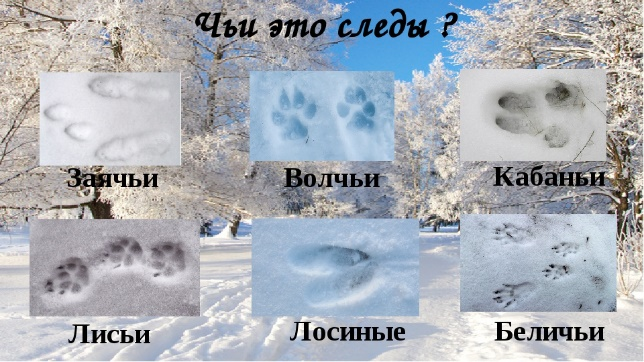 Чьи это следы ?
Заячьи
Волчьи
Кабаньи
Лисьи
Лосиные
Беличьи